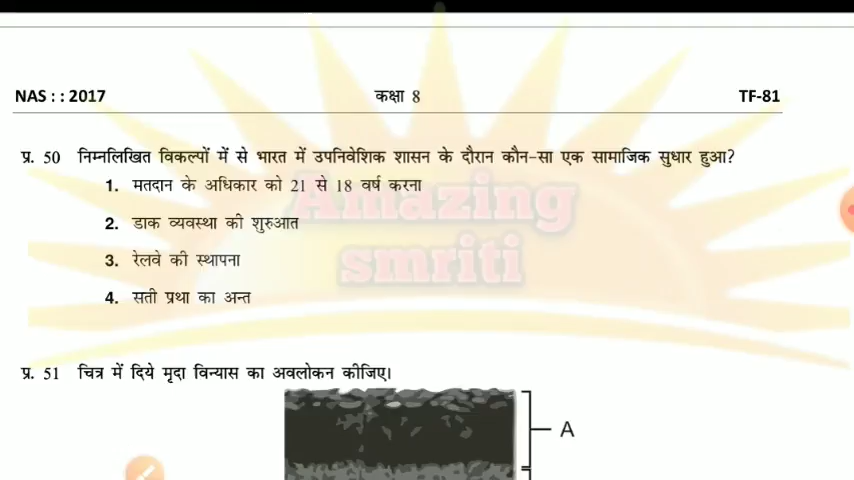 NAS : : 2017 कक्षा 8 TF-81
प्र. 50 निम्नलिखित विकल्पों में से भारत में उपनिवेशिक शासन के दौरान कौन-सा एक सामाजिक सुधार हुआ?
1. मतदान के अधिकार को 21 से 18 वर्ष करना
2. डाक व्यवस्था की शुरुआत
3. रेलवे की स्थापना
4. सती प्रथा का अन्त
Amazing
smriti
प्र. 51 चित्र में दिये मृदा विन्यास का अवलोकन कीजिए।
A